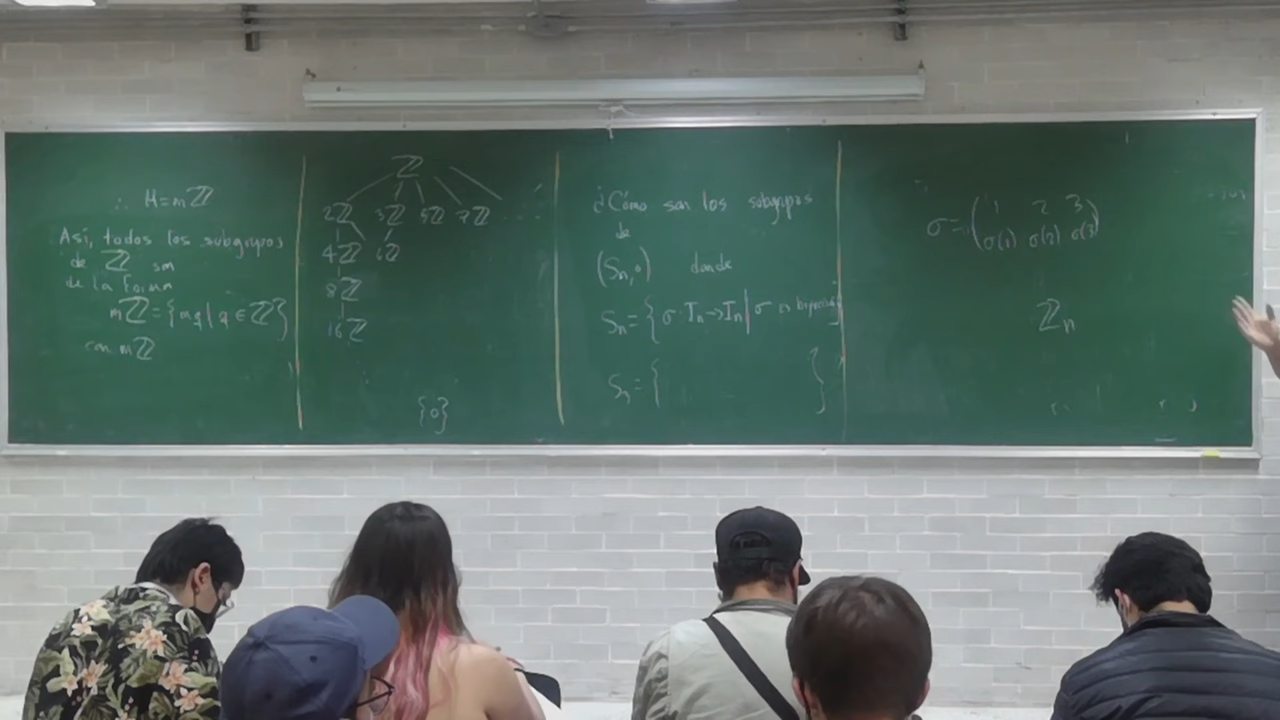 ∴ H=mℤ
Así, todos los subgrupos
de ℤ son
de la forma
mℤ={mq|q∈ℤ}
con mℤ
ℤ
2ℤ 3ℤ 5ℤ 7ℤ
4ℤ 6ℤ
8ℤ
16ℤ
{0}
¿Cómo son los subgrupos
de
(Sn,∘) donde
Sn={σ:In→In|σ es biyectiva}
S3={ }
σ=(1 2 3
σ(1) σ(2) σ(3))
ℤn